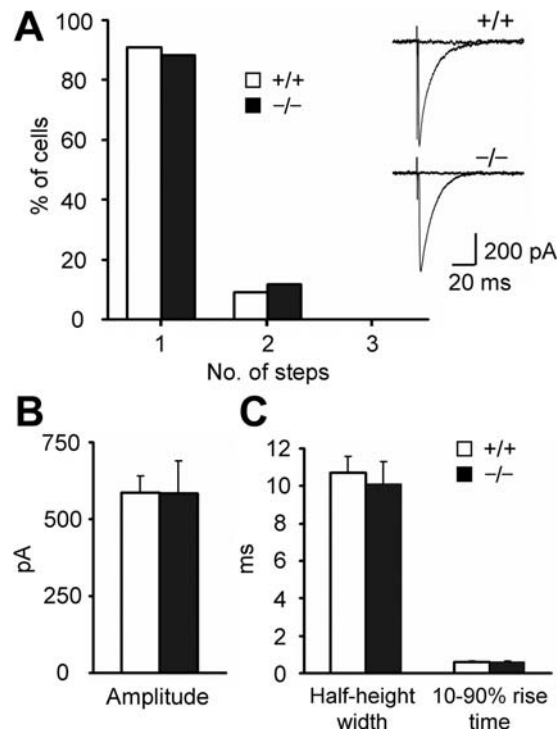 A
100
80
60
40
20
0
% of cells
+/+
−/−
1 2 3
No. of steps
+/+
−/−
200 pA
20 ms
B
750
500
250
0
pA
Amplitude
C
12
10
8
6
4
2
0
ms
+/+
−/−
Half-height width
10-90% rise time